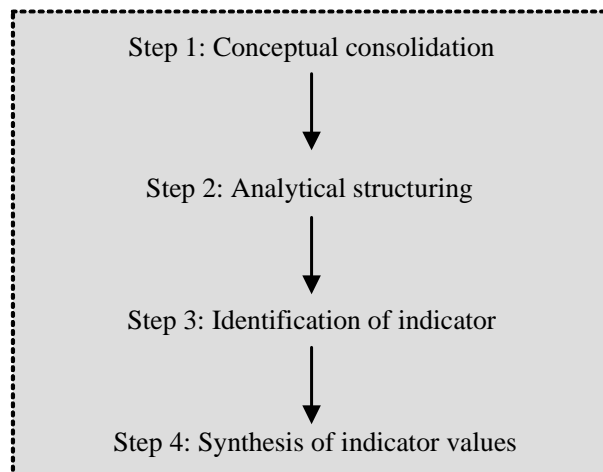 Step 1: Conceptual consolidation
Step 2: Analytical structuring
Step 3: Identification of indicator
Step 4: Synthesis of indicator values